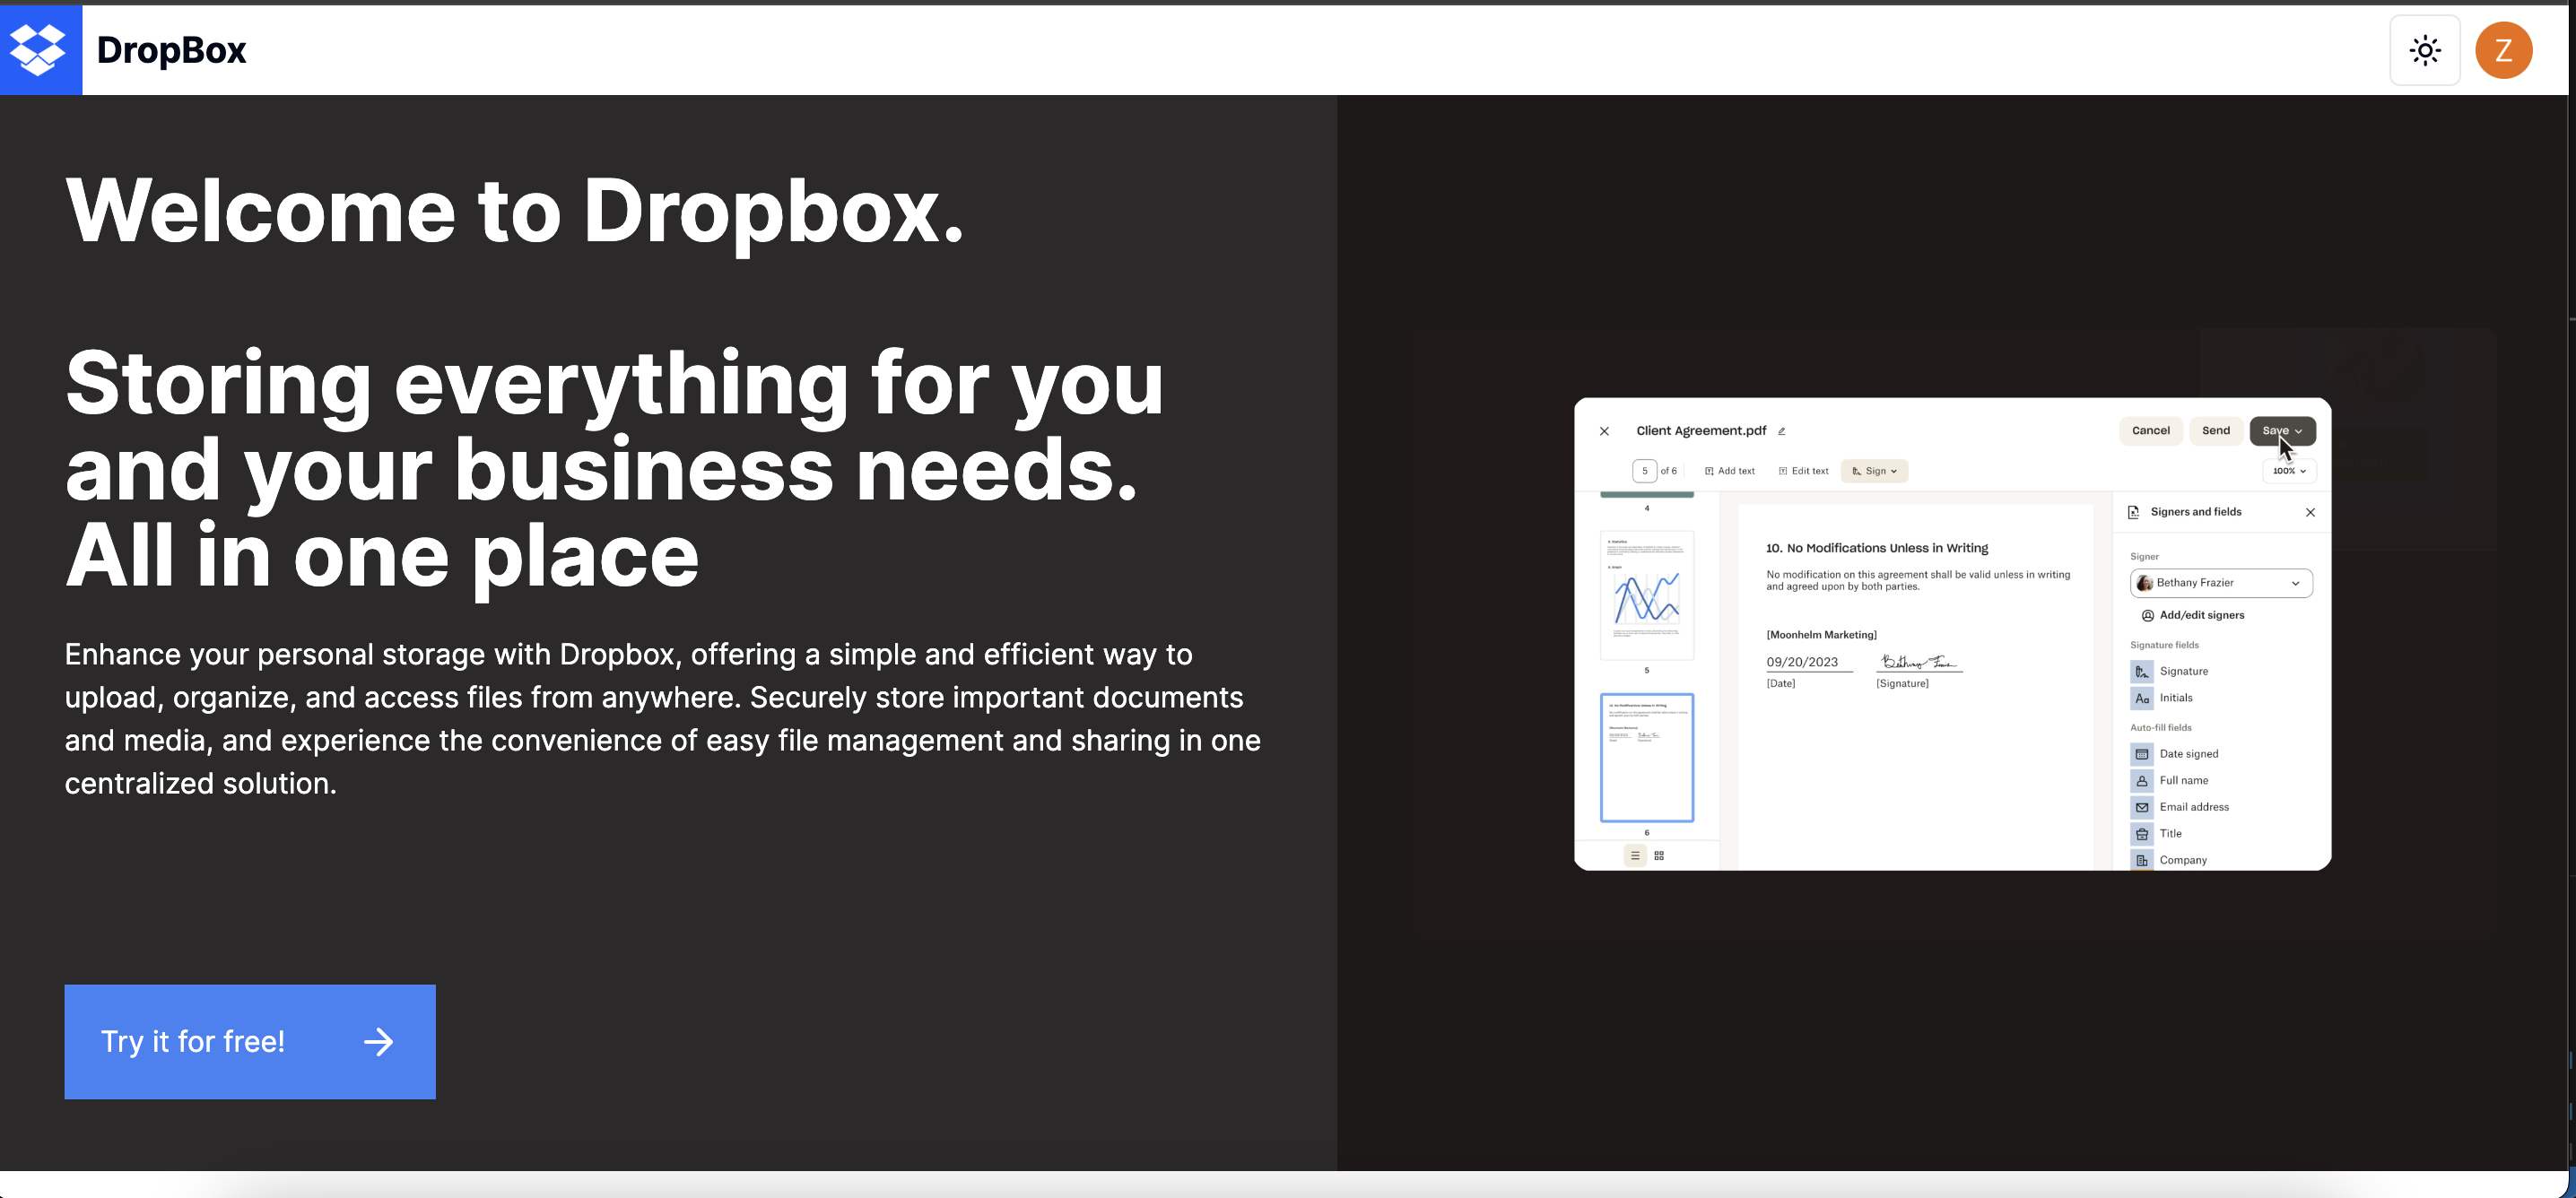 DropBox
Z
Welcome to Dropbox.
Storing everything for you
and your business needs.
All in one place
Enhance your personal storage with Dropbox, offering a simple and efficient way to
upload, organize, and access files from anywhere. Securely store important documents
and media, and experience the convenience of easy file management and sharing in one
centralized solution.
Try it for free!
Client Agreement.pdf
Cancel Send Save
5 of 6 Add text Edit text Sign 100%
4
5
6
10. No Modifications Unless in Writing
No modification on this agreement shall be valid unless in writing
and agreed upon by both parties.
[Moonhelm Marketing]
09/20/2023
[Date] [Signature]
Signers and fields
Signer
Bethany Frazier
Add/edit signers
Signature fields
Signature
Aa Initials
Auto-fill fields
Date signed
Full name
Email address
Title
Company